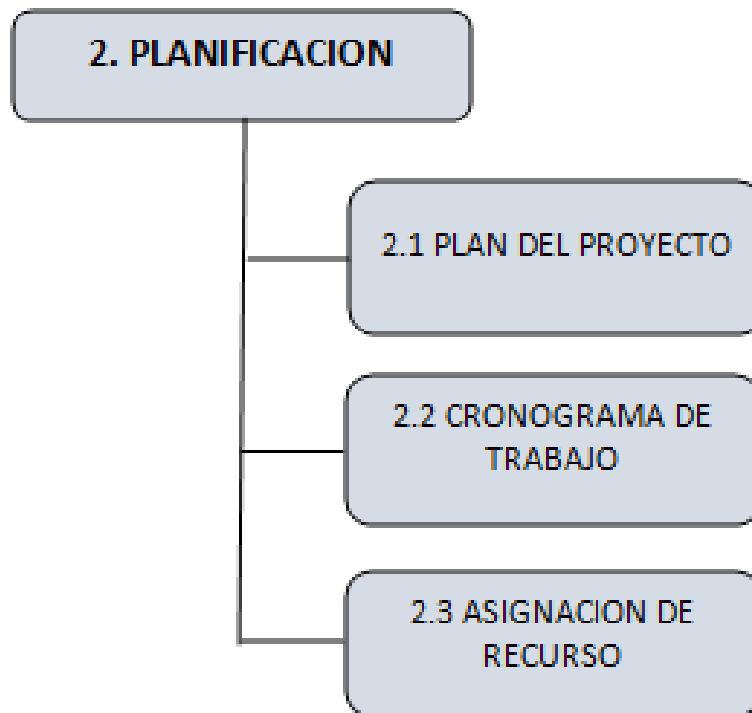 2. PLANIFICACION
2.1 PLAN DEL PROYECTO
2.2 CRONOGRAMA DE
TRABAJO
2.3 ASIGNACION DE
RECURSO